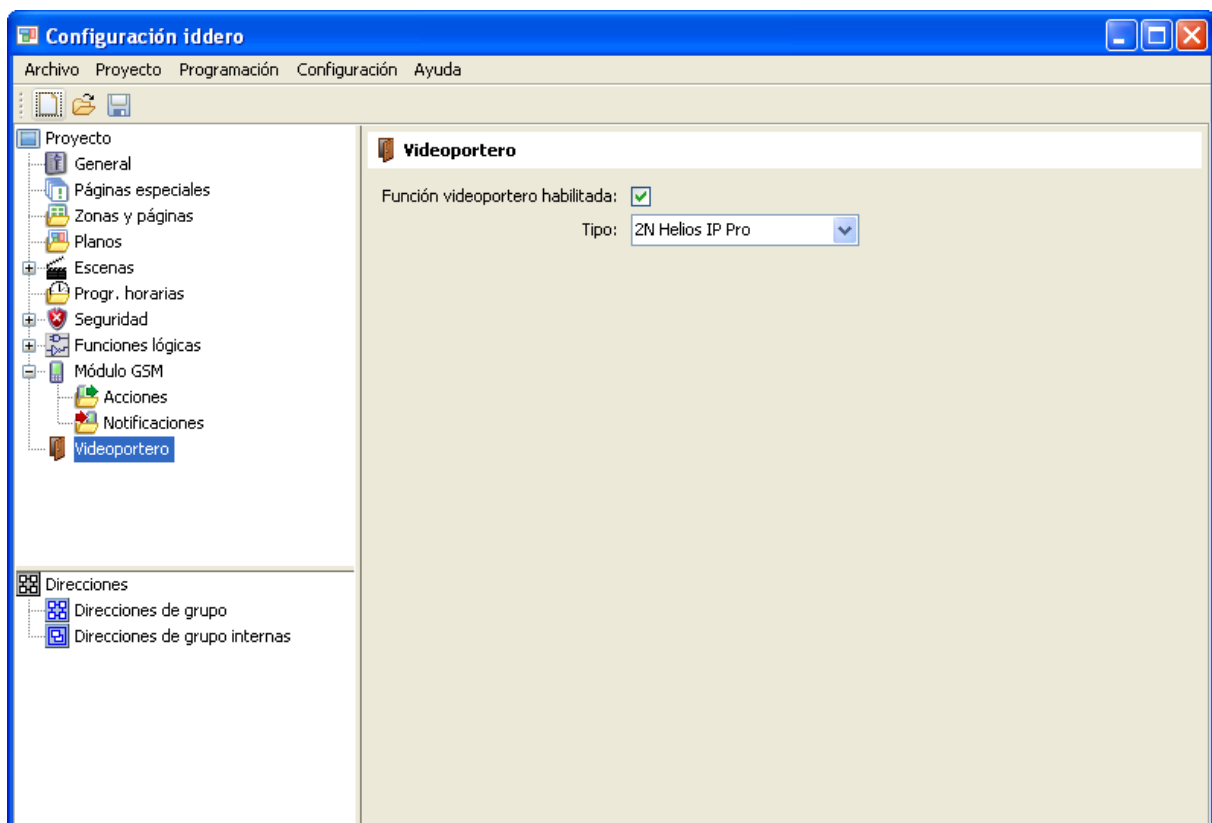 Configuración iddero
Archivo Proyecto Programación Configuración Ayuda
Proyecto
General
Páginas especiales
Zonas y páginas
Planos
Escenas
Progr. horarias
Seguridad
Funciones lógicas
Módulo GSM
Acciones
Notificaciones
Videoportero
Direcciones
Direcciones de grupo
Direcciones de grupo internas
Videoportero
Función videoportero habilitada:
Tipo: 2N Helios IP Pro